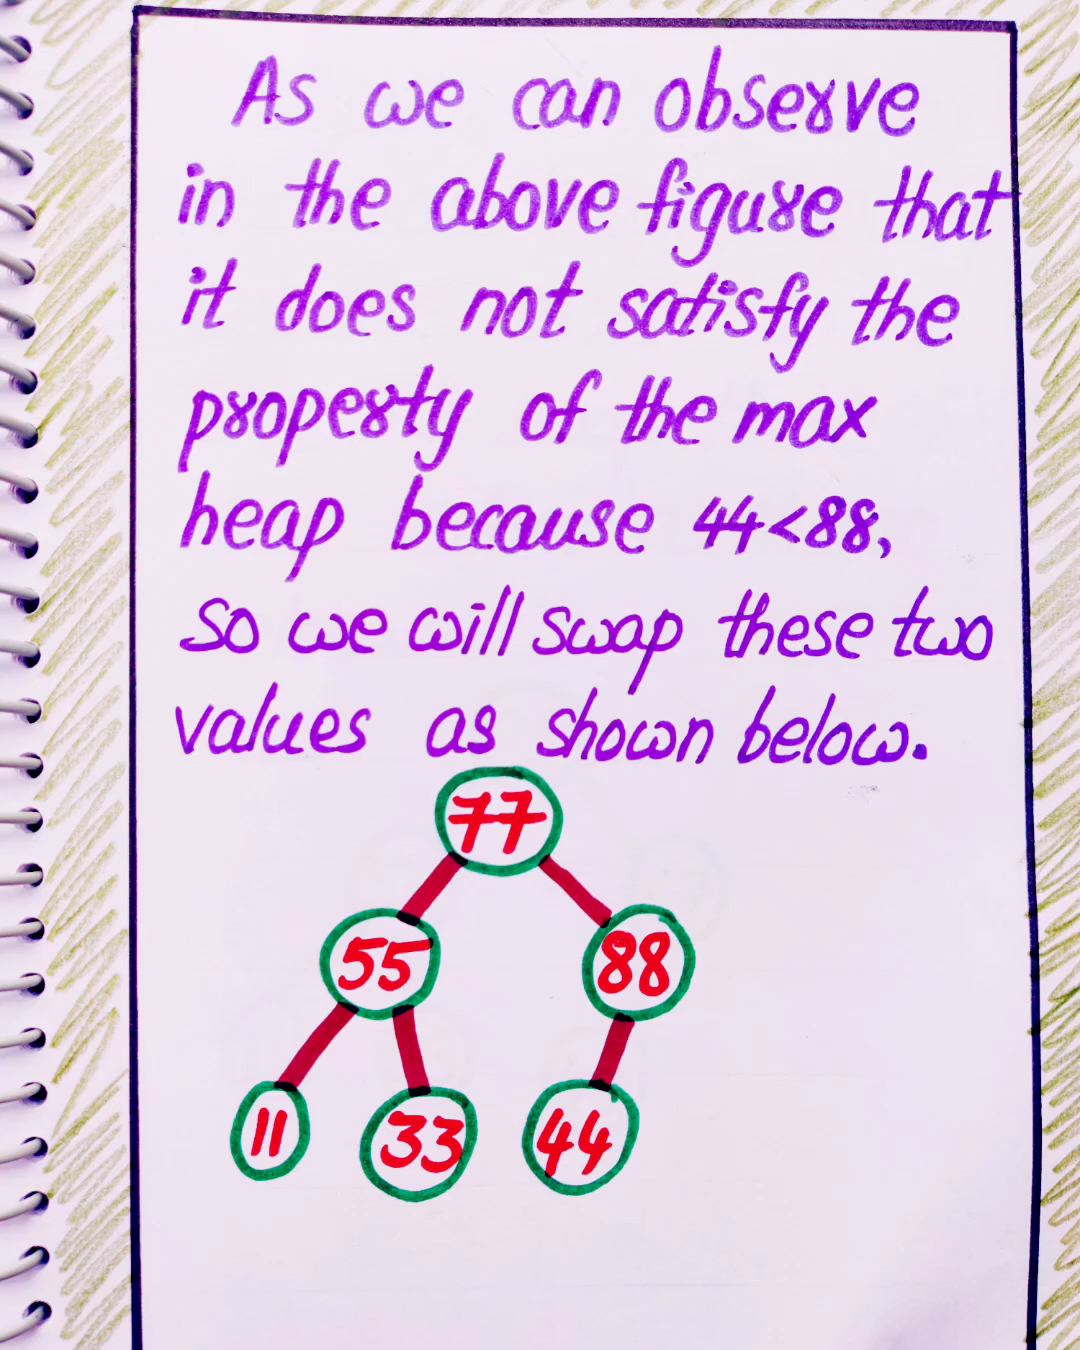 As we can observe
in the above figure that
it does not satisfy the
property of the max
heap because 44<88,
so we will swap these two
values as shown below.
77
55 88
11 33 44